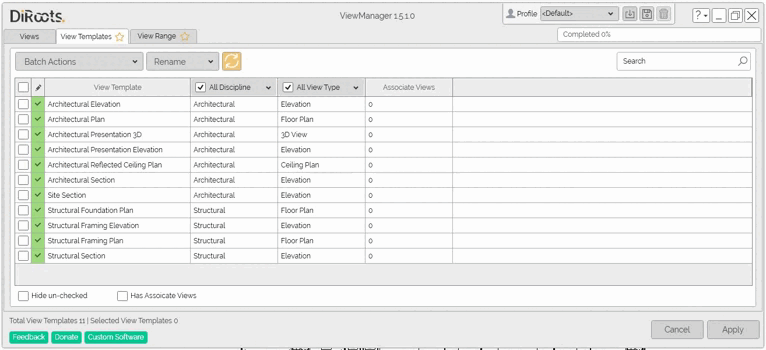 DiRoots.
ViewManager 1.5.1.0
Profile <Default>
?
Views View Templates View Range
Completed 0%
Batch Actions Rename Search
View Template All Discipline All View Type Associate Views
Architectural Elevation Architectural Elevation 0
Architectural Plan Architectural Floor Plan 0
Architectural Presentation 3D Architectural 3D View 0
Architectural Presentation Elevation Architectural Elevation 0
Architectural Reflected Ceiling Plan Architectural Ceiling Plan 0
Architectural Section Architectural Elevation 0
Site Section Architectural Elevation 0
Structural Foundation Plan Structural Floor Plan 0
Structural Framing Elevation Structural Elevation 0
Structural Framing Plan Structural Floor Plan 0
Structural Section Structural Elevation 0
Hide un-checked Has Assoicate Views
Total View Templates 11 | Selected View Templates 0
Feedback Donate Custom Software Cancel Apply